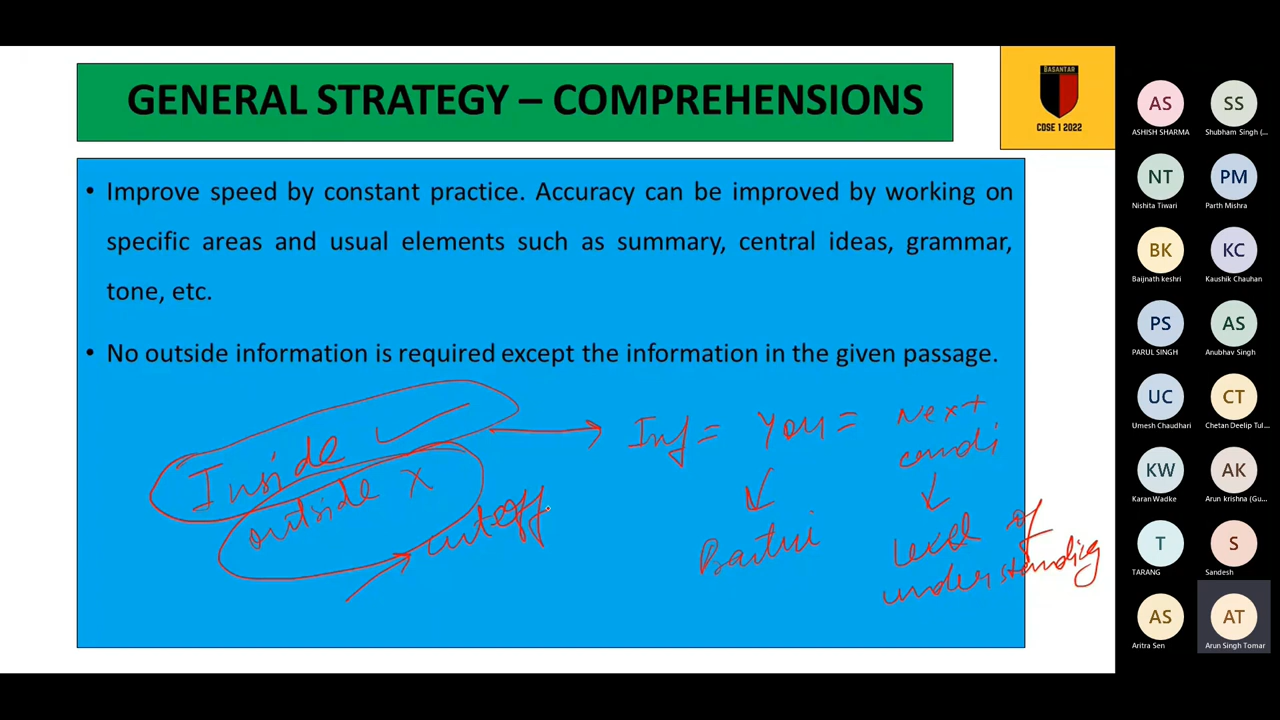 GENERAL STRATEGY – COMPREHENSIONS
BASANTAR
CDSE 1 2022
• Improve speed by constant practice. Accuracy can be improved by working on
specific areas and usual elements such as summary, central ideas, grammar,
tone, etc.
• No outside information is required except the information in the given passage.
Inside ✓
outside X
cutoff
Inf = You = Next
candi
Level of
understanding
AS
ASHISH SHARMA
SS
Shubham Singh (...
NT
Nishita Tiwari
PM
Parth Mishra
BK
Baijnath keshri
KC
Kaushik Chauhan
PS
PARUL SINGH
AS
Anubhav Singh
UC
Umesh Chaudhari
CT
Chetan Deelip Tul...
KW
Karan Wadke
AK
Arun krishna (Gu...
T
TARANG
S
Sandesh
AS
Aritra Sen
AT
Arun Singh Tomar